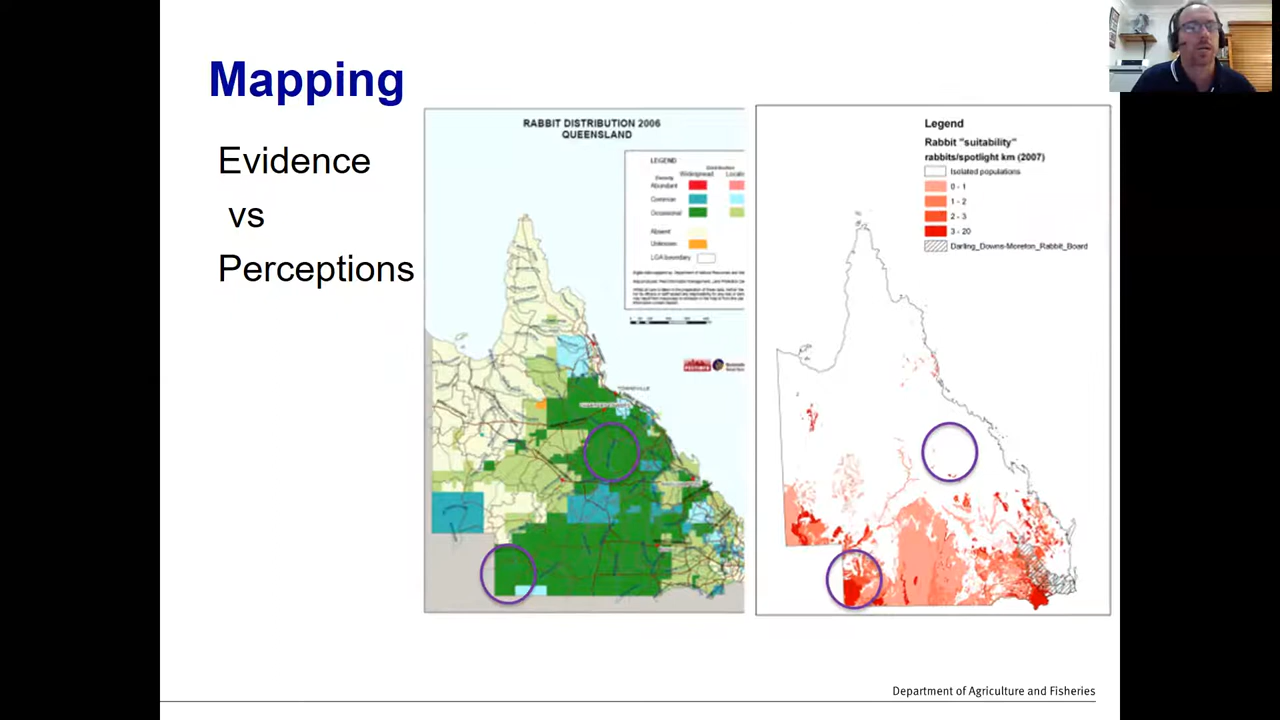 Mapping
Evidence
vs
Perceptions
RABBIT DISTRIBUTION 2006
QUEENSLAND
LEGEND
Widespread
Abundant
Common
Occasional
Absent
Unknown
LGA boundary
TOWNSVILLE
Legend
Rabbit "suitability"
rabbits/spotlight km (2007)
Isolated populations
0 - 1
1 - 2
2 - 3
3 - 20
Darling_Downs-Moreton_Rabbit_Board
Department of Agriculture and Fisheries